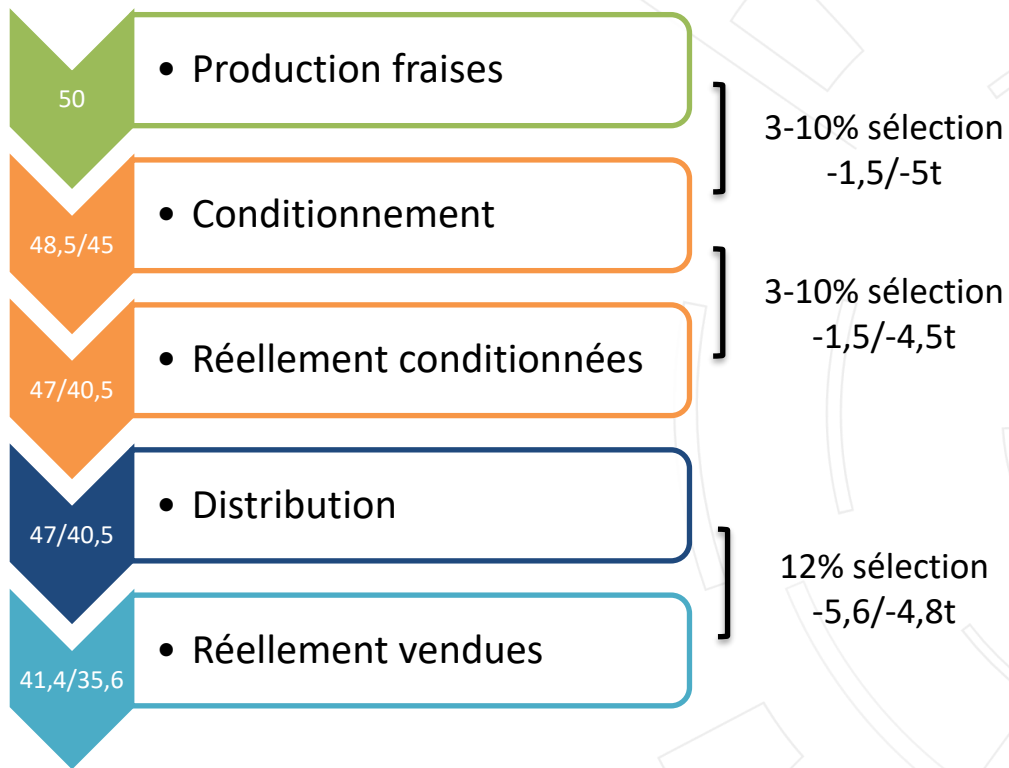 50
• Production fraises
3-10% sélection
-1,5/-5t
48,5/45
• Conditionnement
3-10% sélection
-1,5/-4,5t
47/40,5
• Réellement conditionnées
47/40,5
• Distribution
12% sélection
-5,6/-4,8t
41,4/35,6
• Réellement vendues